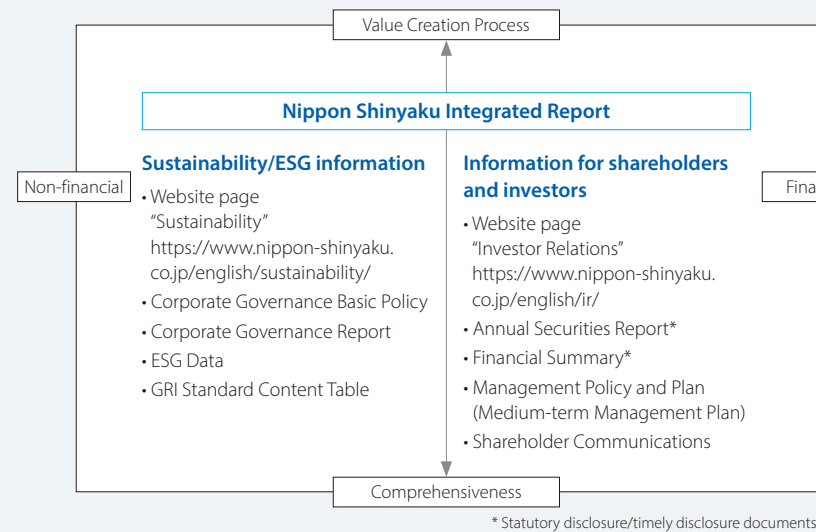 Value Creation Process
Nippon Shinyaku Integrated Report
Non-financial
Fina
Sustainability/ESG information
• Website page
“Sustainability”
https://www.nippon-shinyaku.
co.jp/english/sustainability/
• Corporate Governance Basic Policy
• Corporate Governance Report
• ESG Data
• GRI Standard Content Table
Information for shareholders
and investors
• Website page
“Investor Relations”
https://www.nippon-shinyaku.
co.jp/english/ir/
• Annual Securities Report*
• Financial Summary*
• Management Policy and Plan
(Medium-term Management Plan)
• Shareholder Communications
Comprehensiveness
* Statutory disclosure/timely disclosure documents